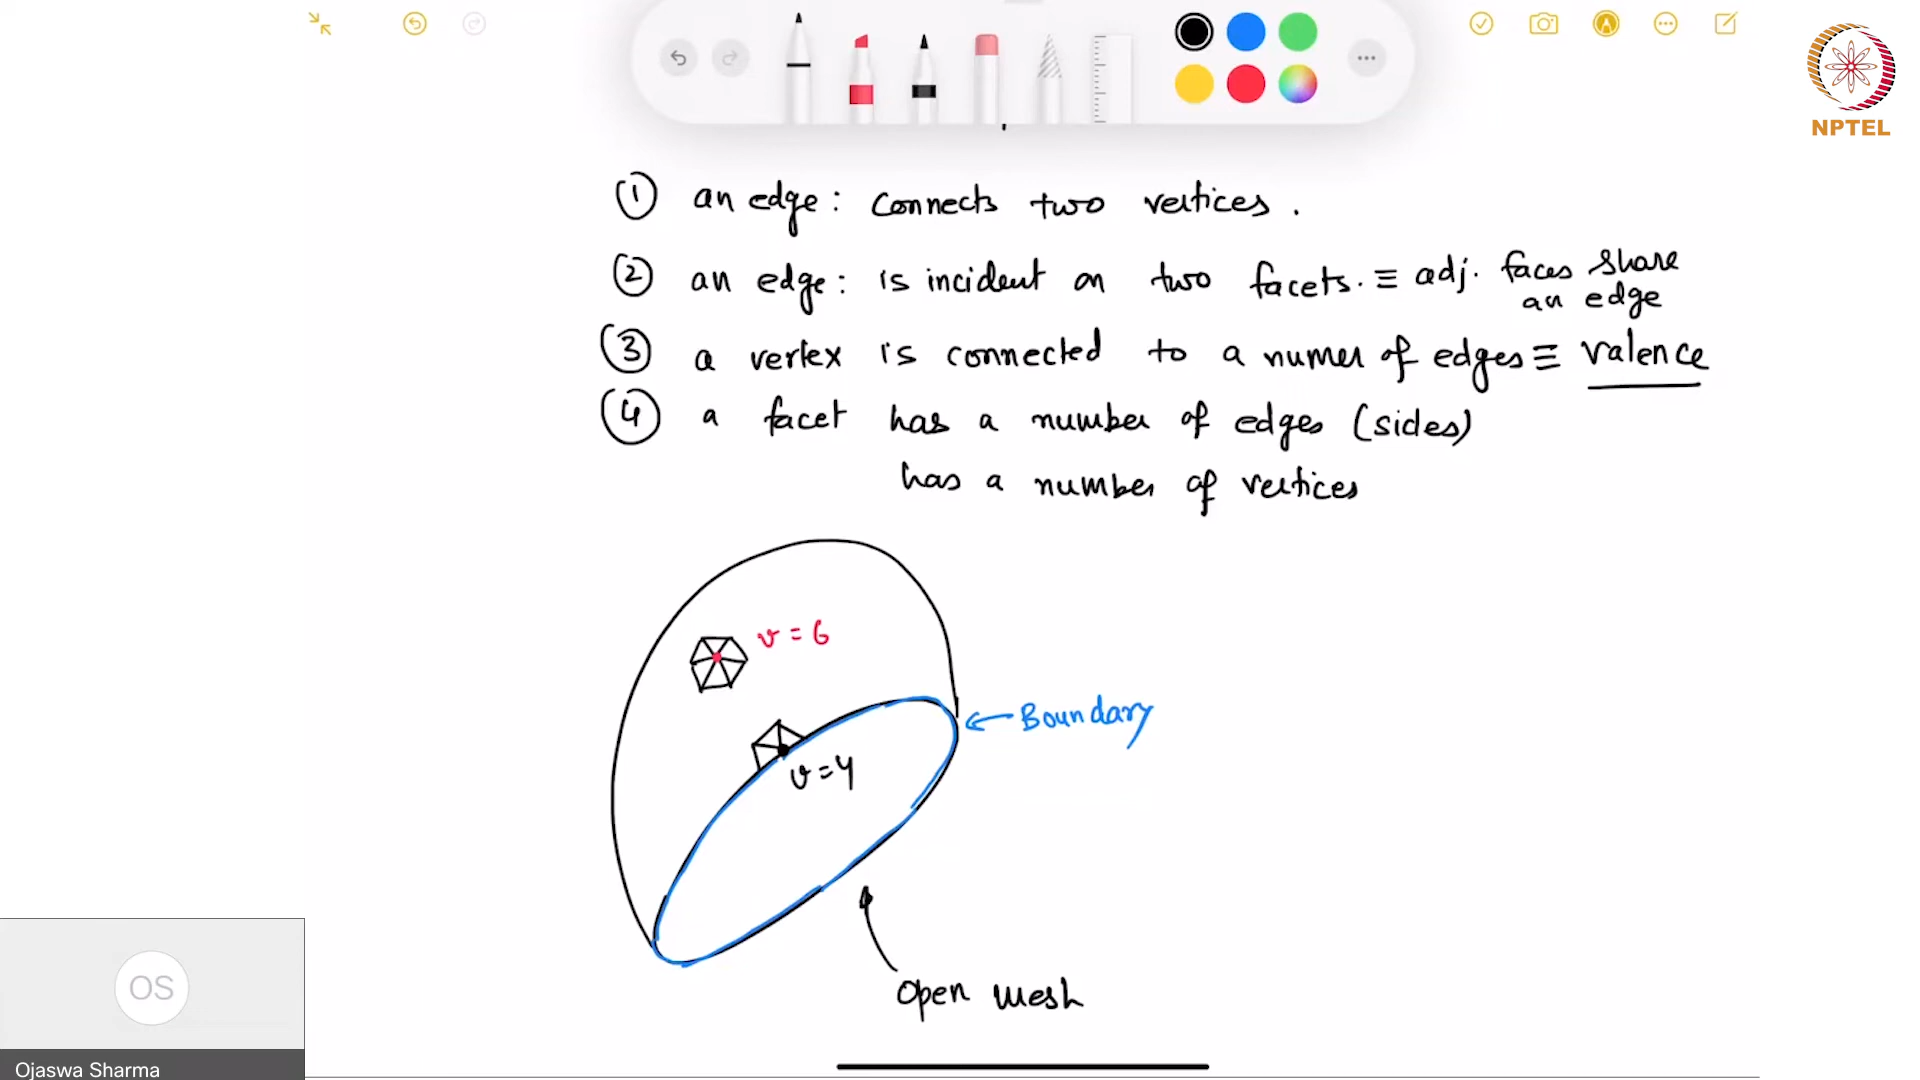 NPTEL
① an edge: connects two vertices.
② an edge: is incident on two facets. ≡ adj. faces share
an edge
③ a vertex is connected to a numer of edges ≡ valence
④ a facet has a number of edges (sides)
has a number of vertices
v = 6
← Boundary
v = 4
open mesh
OS
Ojaswa Sharma